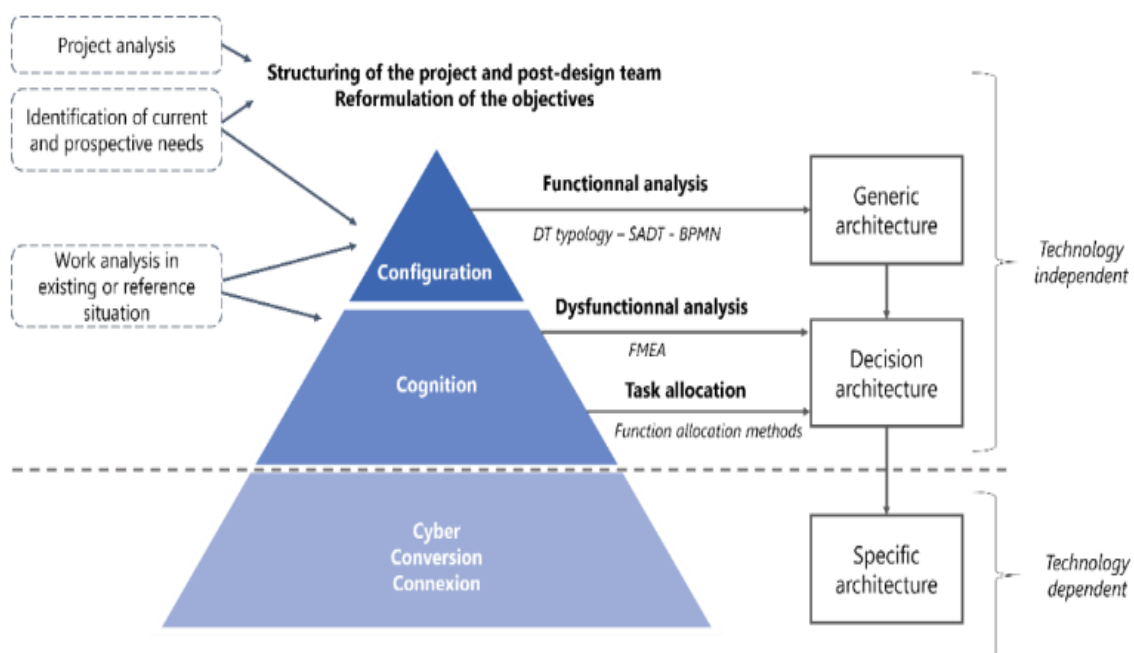 Project analysis
Structuring of the project and post-design team
Reformulation of the objectives
Identification of current
and prospective needs
Work analysis in
existing or reference
situation
Configuration
Cognition
Cyber
Conversion
Connexion
Functionnal analysis
DT typology – SADT - BPMN
Dysfunctionnal analysis
FMEA
Task allocation
Function allocation methods
Generic
architecture
Decision
architecture
Specific
architecture
Technology
independent
Technology
dependent